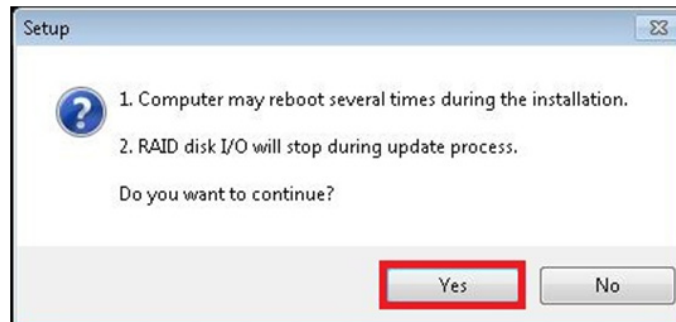 Setup
1. Computer may reboot several times during the installation.
2. RAID disk I/O will stop during update process.
Do you want to continue?
Yes No